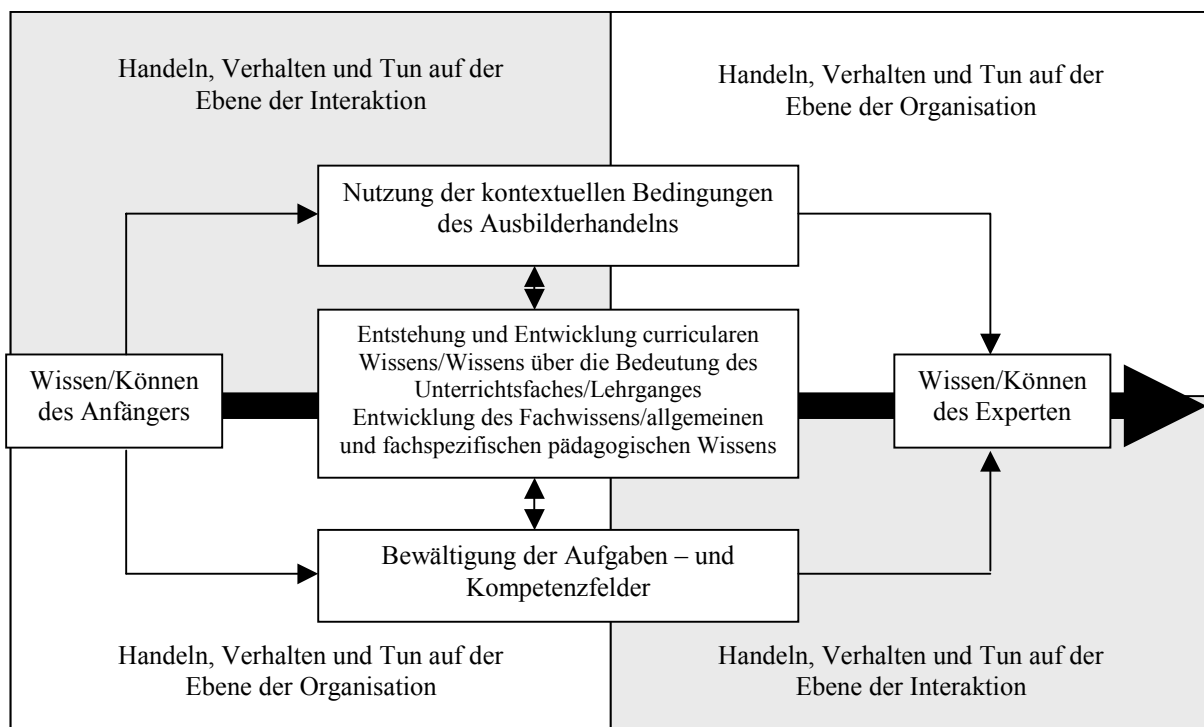 Handeln, Verhalten und Tun auf der
Ebene der Interaktion
Handeln, Verhalten und Tun auf der
Ebene der Organisation
Nutzung der kontextuellen Bedingungen
des Ausbilderhandelns
Wissen/Können
des Anfängers
Entstehung und Entwicklung curricularen
Wissens/Wissens über die Bedeutung des
Unterrichtsfaches/Lehrganges
Entwicklung des Fachwissens/allgemeinen
und fachspezifischen pädagogischen Wissens
Wissen/Können
des Experten
Bewältigung der Aufgaben – und
Kompetenzfelder
Handeln, Verhalten und Tun auf der
Ebene der Organisation
Handeln, Verhalten und Tun auf der
Ebene der Interaktion